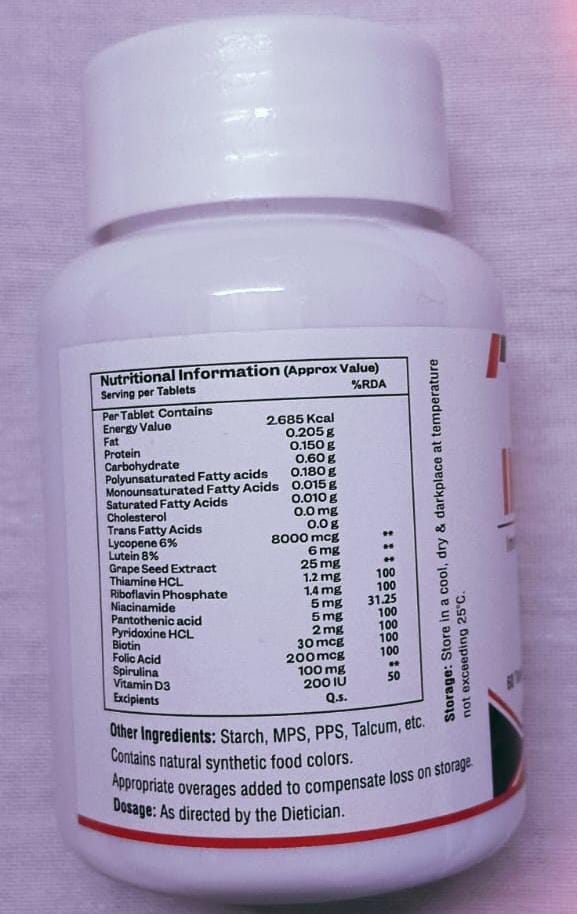 Nutritional Information (Approx Value)
Serving per Tablets %RDA
Per Tablet Contains
Energy Value 2.685 Kcal
Fat 0.205 g
Protein 0.150 g
Carbohydrate 0.60 g
Polyunsaturated Fatty acids 0.180 g
Monounsaturated Fatty Acids 0.015 g
Saturated Fatty Acids 0.010 g
Cholesterol 0.0 mg
Trans Fatty Acids 0.0 g
Lycopene 6% 8000 mcg **
Lutein 8% 6 mg **
Grape Seed Extract 25 mg **
Thiamine HCL 1.2 mg 100
Riboflavin Phosphate 1.4 mg 100
Niacinamide 5 mg 31.25
Pantothenic acid 5 mg 100
Pyridoxine HCL 2 mg 100
Biotin 30 mcg 100
Folic Acid 200 mcg 100
Spirulina 100 mg **
Vitamin D3 200 IU 50
Excipients Q.s.
Other Ingredients: Starch, MPS, PPS, Talcum, etc.
Contains natural synthetic food colors.
Appropriate overages added to compensate loss on storage.
Dosage: As directed by the Dietician.
Storage: Store in a cool, dry & darkplace at temperature
not exceeding 25°C.